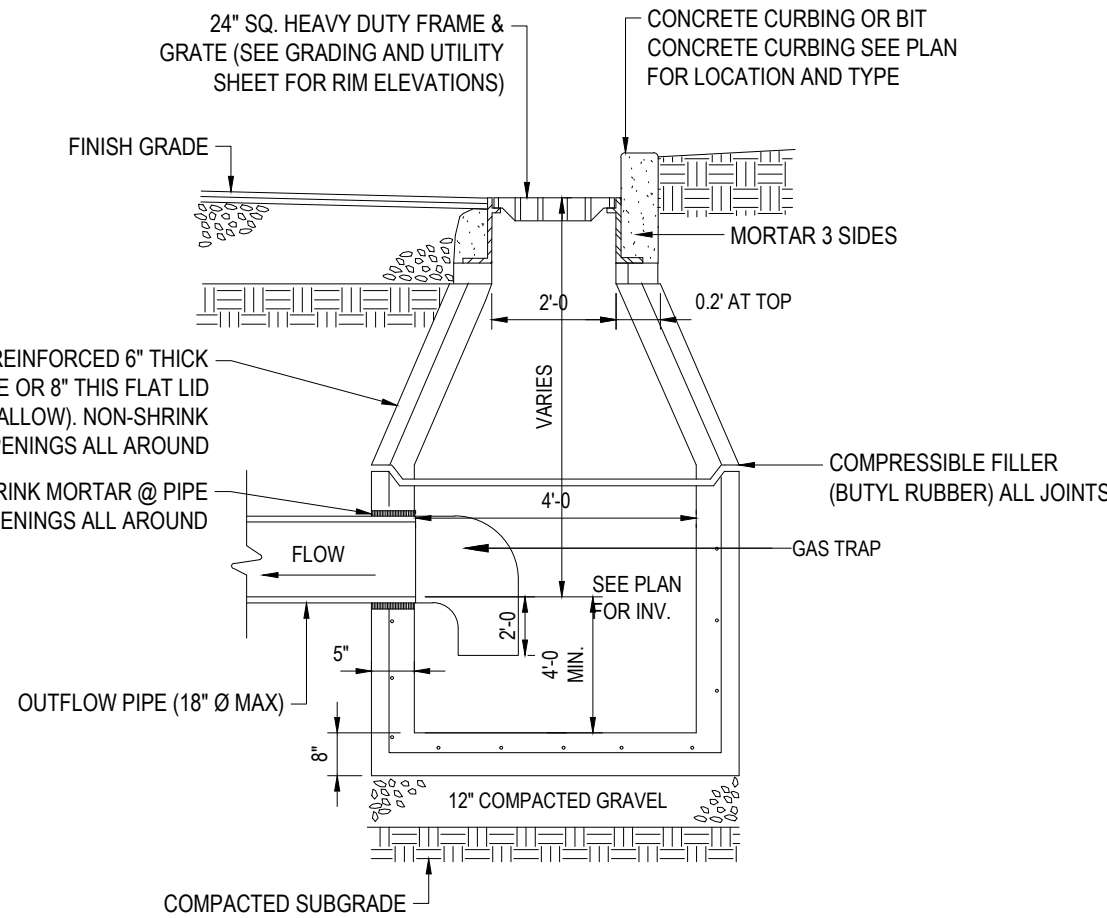 24" SQ. HEAVY DUTY FRAME &
GRATE (SEE GRADING AND UTILITY
SHEET FOR RIM ELEVATIONS)
CONCRETE CURBING OR BIT
CONCRETE CURBING SEE PLAN
FOR LOCATION AND TYPE
FINISH GRADE
MORTAR 3 SIDES
2'-0
0.2' AT TOP
REINFORCED 6" THICK
E OR 8" THIS FLAT LID
ALLOW). NON-SHRINK
PENINGS ALL AROUND
VARIES
COMPRESSIBLE FILLER
(BUTYL RUBBER) ALL JOINTS
RINK MORTAR @ PIPE
PENINGS ALL AROUND
4'-0
FLOW
GAS TRAP
SEE PLAN
FOR INV.
2'-0
4'-0
MIN.
5"
OUTFLOW PIPE (18" Ø MAX)
8"
12" COMPACTED GRAVEL
COMPACTED SUBGRADE